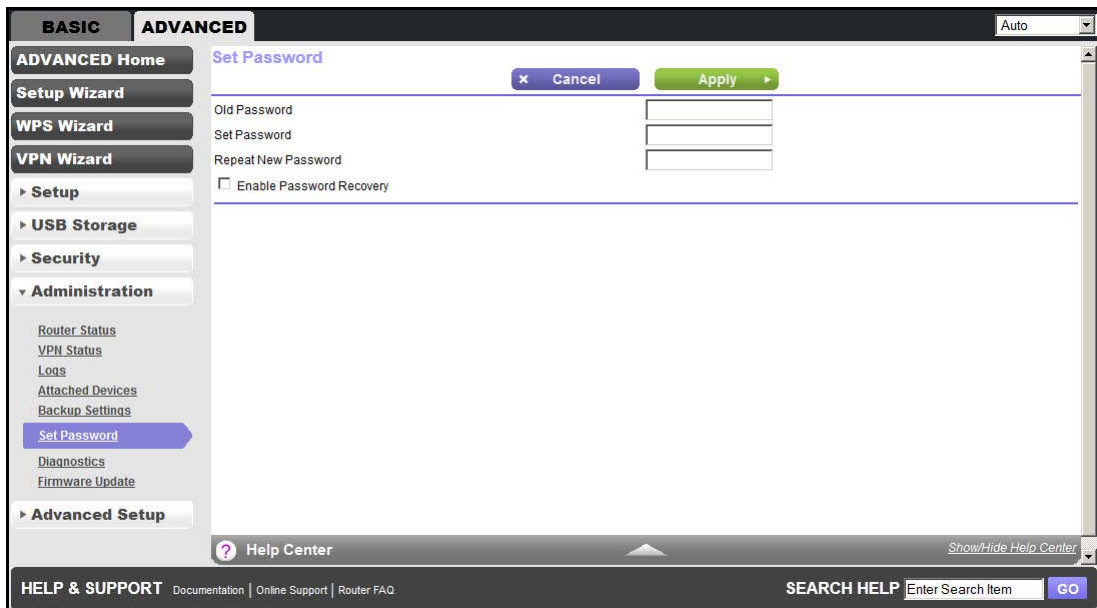 BASIC ADVANCED Auto
ADVANCED Home
Setup Wizard
WPS Wizard
VPN Wizard
Setup
USB Storage
Security
Administration
Router Status
VPN Status
Logs
Attached Devices
Backup Settings
Set Password
Diagnostics
Firmware Update
Advanced Setup
Set Password
Cancel Apply
Old Password
Set Password
Repeat New Password
Enable Password Recovery
? Help Center Show/Hide Help Center
HELP & SUPPORT Documentation | Online Support | Router FAQ SEARCH HELP Enter Search Item GO